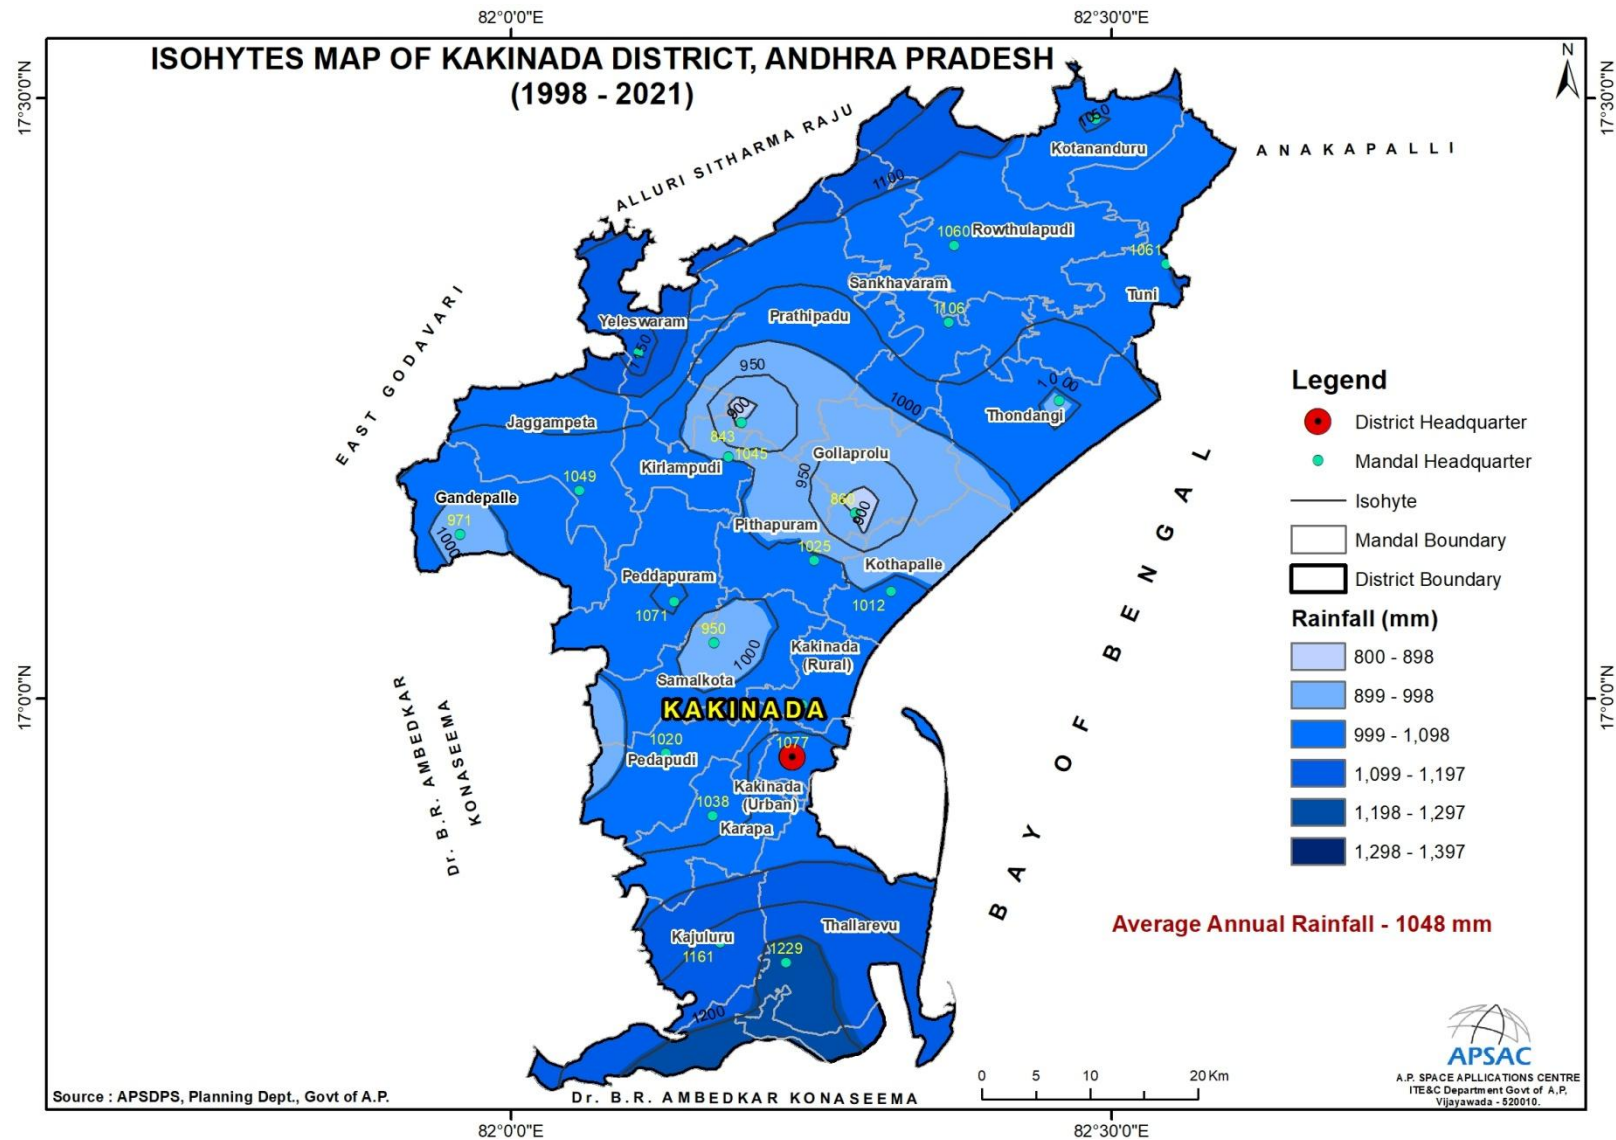 82°0'0"E
82°30'0"E
ISOHYTES MAP OF KAKINADA DISTRICT, ANDHRA PRADESH
(1998 - 2021)
N
17°30'0"N
17°30'0"N
ALLURI SITHARMA RAJU
ANAKAPALLI
1050
Kotananduru
1100
1060
Rowthulapudi
1061
Sankhavaram
Tuni
1106
Prathipadu
Yeleswaram
1150
EAST GODAVARI
950
900
1000
1000
Thondangi
Jaggampeta
843
1045
Gollaprolu
Kirlampudi
950
1049
Gandepalle
971
1000
900
Pithapuram
1025
Kothapalle
1012
Peddapuram
1071
950
1000
Kakinada
(Rural)
Samalkota
KAKINADA
1020
1077
Pedapudi
Kakinada
(Urban)
1038
Karapa
Thallarevu
Kajuluru
1161
1229
1200
Dr. B.R. AMBEDKAR
KONASEEMA
BAY OF BENGAL
17°0'0"N
17°0'0"N
Legend
District Headquarter
Mandal Headquarter
Isohyte
Mandal Boundary
District Boundary
Rainfall (mm)
800 - 898
899 - 998
999 - 1,098
1,099 - 1,197
1,198 - 1,297
1,298 - 1,397
Average Annual Rainfall - 1048 mm
0 5 10 20 Km
APSAC
A.P. SPACE APLLICATIONS CENTRE
ITE&C Department Govt of A,P,
Vijayawada - 520010.
Source : APSDPS, Planning Dept., Govt of A.P.
Dr. B.R. AMBEDKAR KONASEEMA
82°0'0"E
82°30'0"E